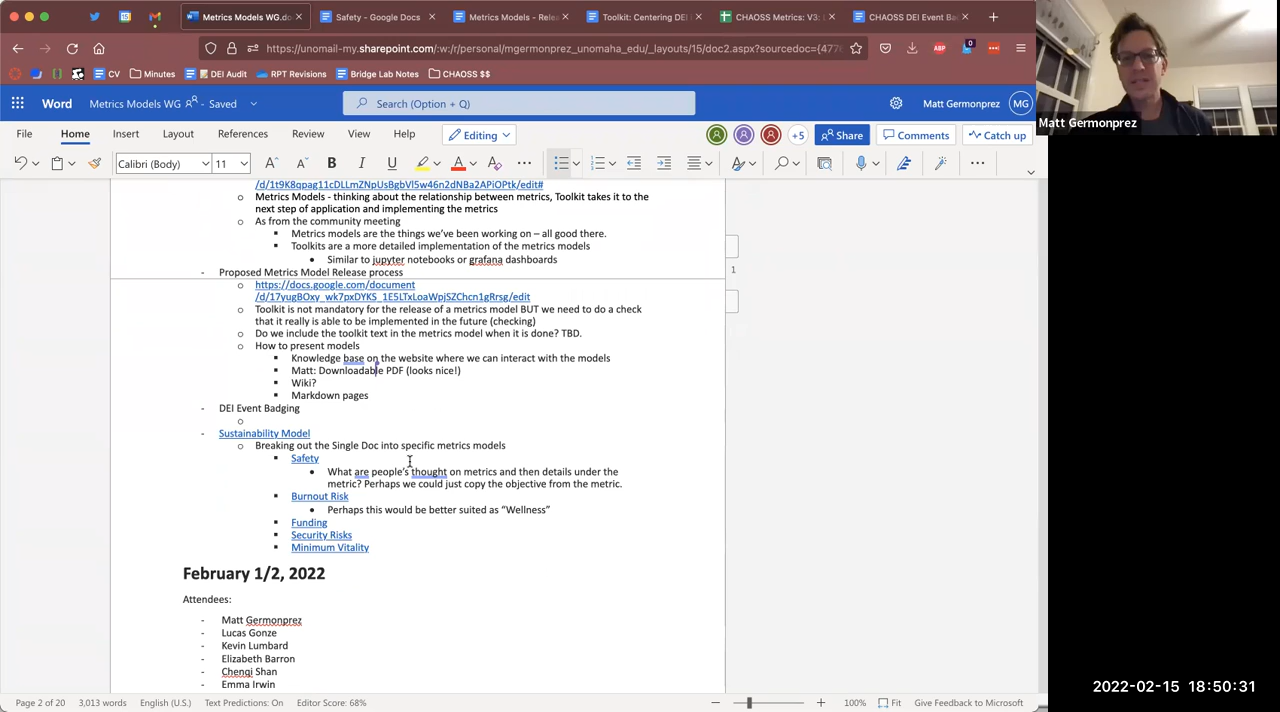 Metrics Models WG.do
Safety - Google Docs
Metrics Models - Relea
Toolkit: Centering DEI
CHAOSS Metrics: V3: L
CHAOSS DEI Event Ba
https://unomail-my.sharepoint.com/:w:/r/personal/mgermonprez_unomaha_edu/_layouts/15/doc2.aspx?sourcedoc={477
ABP
0
CV
Minutes
DEI Audit
RPT Revisions
Bridge Lab Notes
CHAOSS $$
Word
Metrics Models WG - Saved
Search (Option + Q)
Matt Germonprez
MG
Matt Germonprez
File
Home
Insert
Layout
References
Review
View
Help
Editing
+5
Share
Comments
Catch up
Calibri (Body)
11
B
I
U
/d/1t9K8qpag11cDLLmZNpUsBgbVl5w46n2dNBa2APiOPtk/edit#
Metrics Models - thinking about the relationship between metrics, Toolkit takes it to the
next step of application and implementing the metrics
As from the community meeting
Metrics models are the things we've been working on – all good there.
Toolkits are a more detailed implementation of the metrics models
Similar to jupyter notebooks or grafana dashboards
1
- Proposed Metrics Model Release process
https://docs.google.com/document
/d/17yugBOxy_wk7pxDYKS_1E5LTxLoaWpjSZChcn1gRrsg/edit
Toolkit is not mandatory for the release of a metrics model BUT we need to do a check
that it really is able to be implemented in the future (checking)
Do we include the toolkit text in the metrics model when it is done? TBD.
How to present models
Knowledge base on the website where we can interact with the models
Matt: Downloadable PDF (looks nice!)
Wiki?
Markdown pages
- DEI Event Badging
- Sustainability Model
Breaking out the Single Doc into specific metrics models
Safety
What are people's thought on metrics and then details under the
metric? Perhaps we could just copy the objective from the metric.
Burnout Risk
Perhaps this would be better suited as "Wellness"
Funding
Security Risks
Minimum Vitality
February 1/2, 2022
Attendees:
- Matt Germonprez
- Lucas Gonze
- Kevin Lumbard
- Elizabeth Barron
- Chenqi Shan
- Emma Irwin
2022-02-15 18:50:31
Page 2 of 20
3,013 words
English (U.S.)
Text Predictions: On
Editor Score: 68%
100%
Fit
Give Feedback to Microsoft